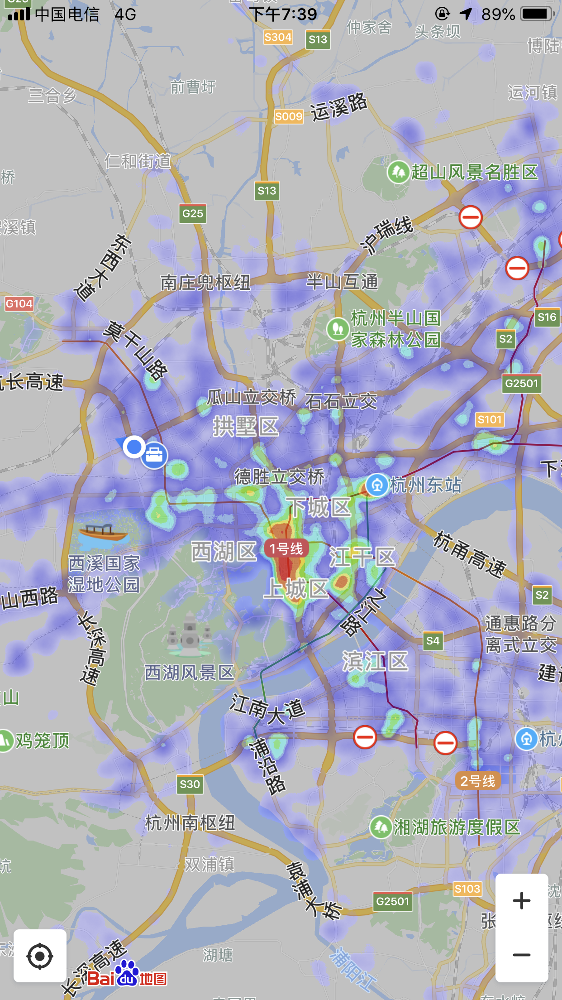 中国电信 4G 下午7:39 89%
仲家舍
头条坝
S304
S13
博陆
前曹圩
三合乡
运河镇
运溪路
S009
仁和街道
桥
超山风景名胜区
S13
G25
溪镇
沪瑞线
东西大道
南庄兜枢纽
半山互通
G104
杭州半山国
家森林公园
S16
S2
莫干山路
长高速
G2501
瓜山立交桥
石石立交
拱墅区
S101
德胜立交桥
杭州东站
下城区
西湖区
1号线
江干区
杭甬高速
西溪国家
湿地公园
上城区
山西路
S2
之江路
长深高速
通惠路分
离式立交
S4
西湖风景区
滨江区
建
山
江南大道
鸡笼顶
浦沿路
杭
2号线
S30
杭州南枢纽
湘湖旅游度假区
坑
双浦镇
袁浦大桥
S103
G2501
沈
张
湖塘
浦阳江
长深高速
Baidu地图